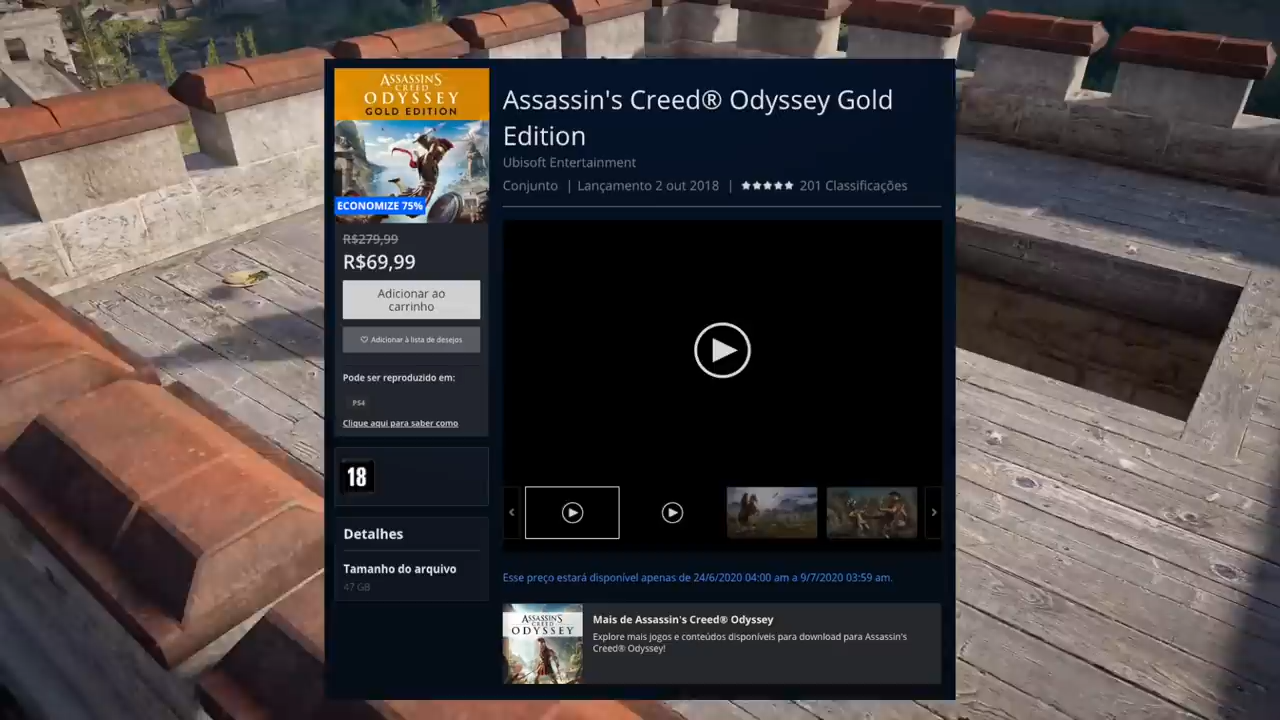 ASSASSIN'S
CREED
ODYSSEY
GOLD EDITION
ECONOMIZE 75%
R$279,99
R$69,99
Adicionar ao
carrinho
Adicionar à lista de desejos
Pode ser reproduzido em:
PS4
Clique aqui para saber como
18
Detalhes
Tamanho do arquivo
47 GB
Assassin's Creed® Odyssey Gold
Edition
Ubisoft Entertainment
Conjunto | Lançamento 2 out 2018 | ★★★★★ 201 Classificações
Esse preço estará disponível apenas de 24/6/2020 04:00 am a 9/7/2020 03:59 am.
ASSASSIN'S
CREED
ODYSSEY
Mais de Assassin's Creed® Odyssey
Explore mais jogos e conteúdos disponíveis para download para Assassin's
Creed® Odyssey!